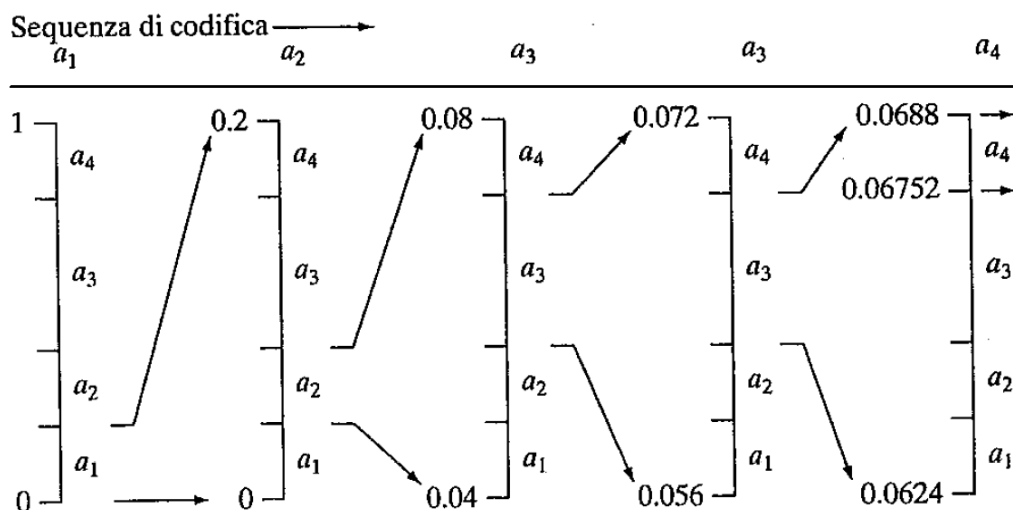 Sequenza di codifica
a1 a2 a3 a3 a4
1 0.2 0.08 0.072 0.0688
a4 a4 a4 a4 a4
0.06752
a3 a3 a3 a3 a3
a2 a2 a2 a2 a2
a1 a1 a1 a1 a1
0 0 0.04 0.056 0.0624